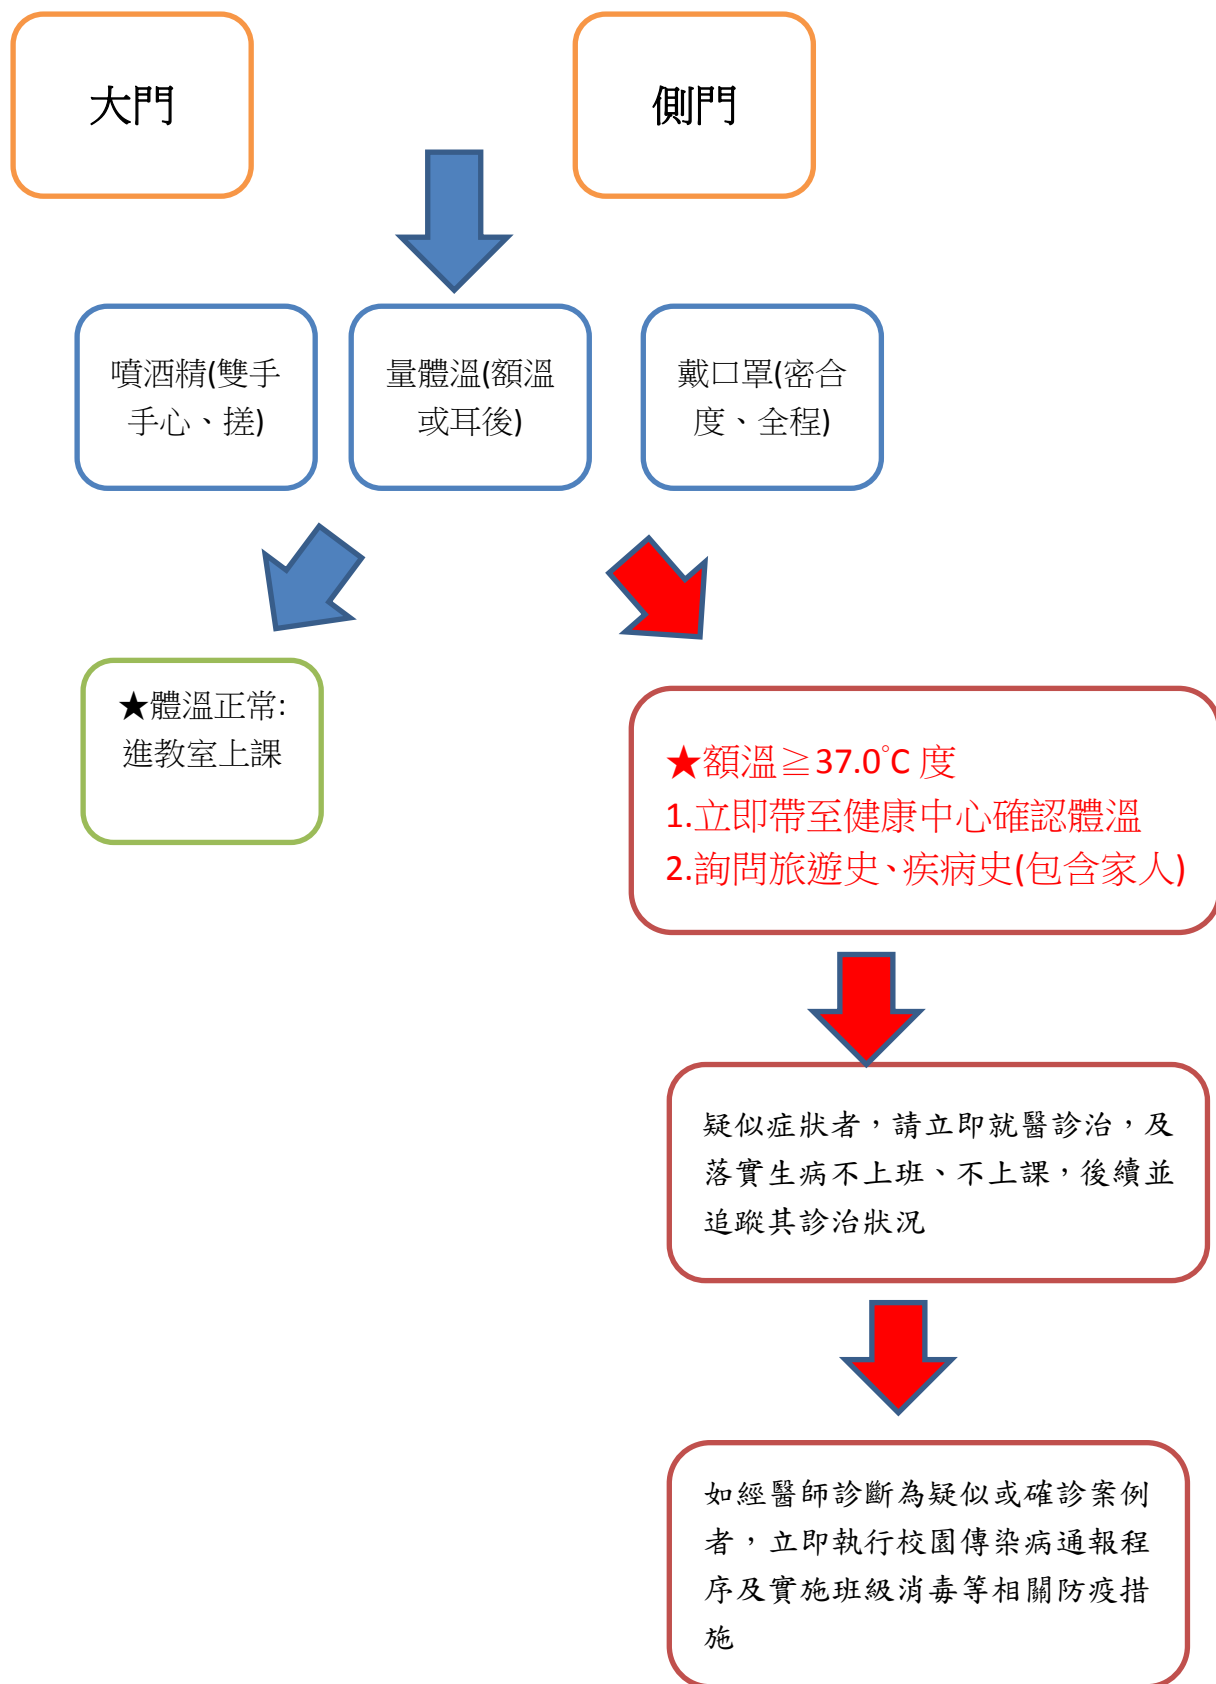 大門
側門
噴酒精(雙手
手心、搓)
量體溫(額溫
或耳後)
戴口罩(密合
度、全程)
★體溫正常:
進教室上課
★額溫≧37.0°C 度
1.立即帶至健康中心確認體溫
2.詢問旅遊史、疾病史(包含家人)
疑似症狀者，請立即就醫診治，及
落實生病不上班、不上課，後續並
追蹤其診治狀況
如經醫師診斷為疑似或確診案例
者，立即執行校園傳染病通報程
序及實施班級消毒等相關防疫措
施